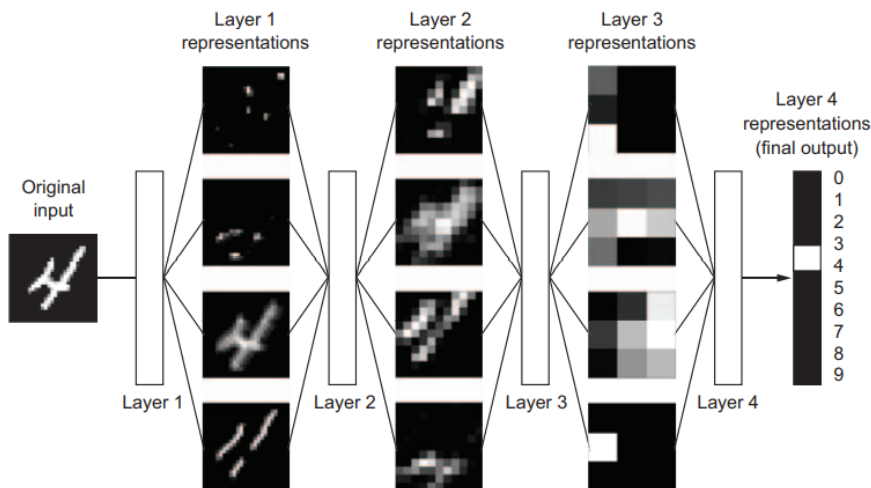 Layer 1
representations
Layer 2
representations
Layer 3
representations
Layer 4
representations
(final output)
Original
input
0
1
2
3
4
5
6
7
8
9
Layer 1
Layer 2
Layer 3
Layer 4